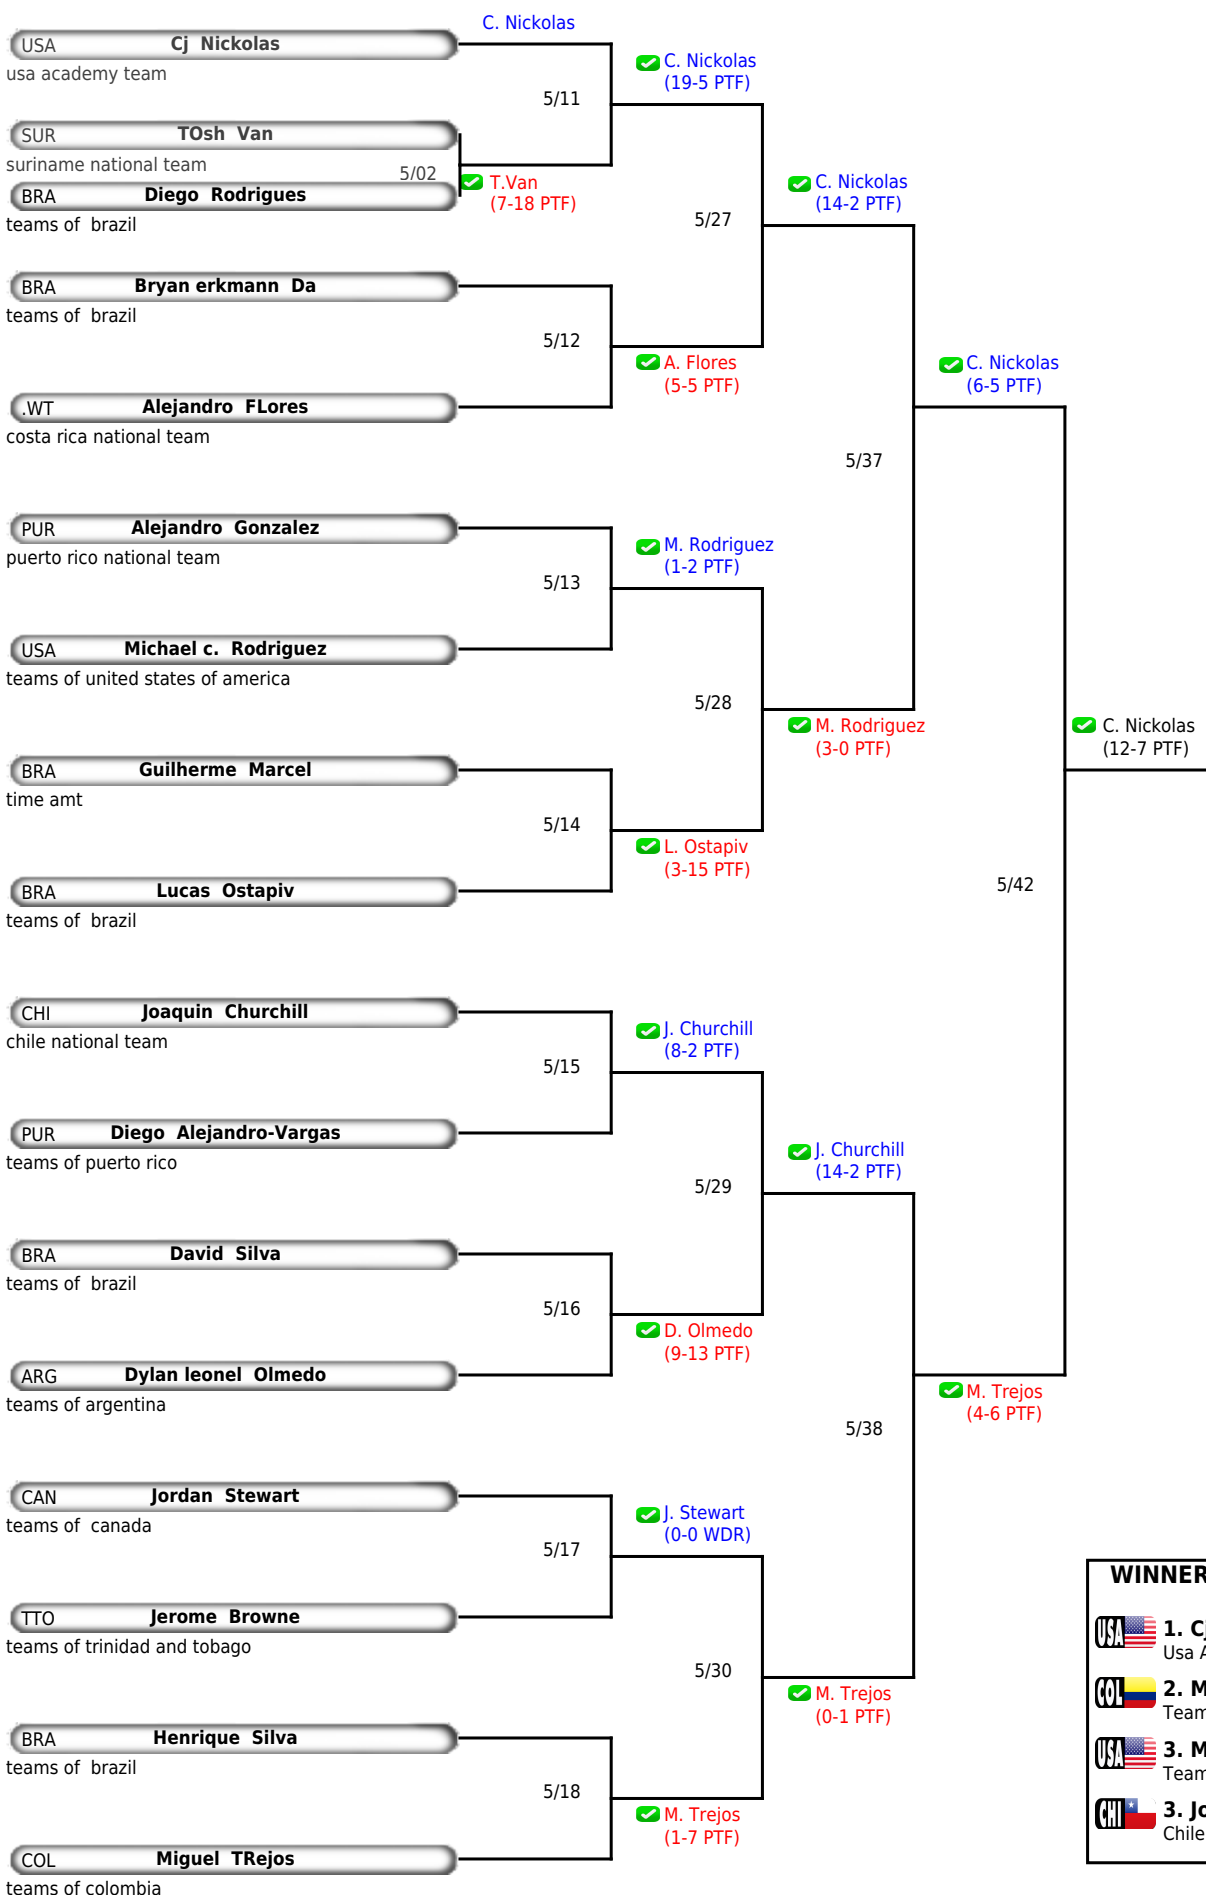 C. Nickolas
USA Cj Nickolas
usa academy team
C. Nickolas
(19-5 PTF)
5/11
SUR TOsh Van
suriname national team
5/02
T.Van
(7-18 PTF)
BRA Diego Rodrigues
teams of brazil
C. Nickolas
(14-2 PTF)
5/27
BRA Bryan erkmann Da
teams of brazil
5/12
A. Flores
(5-5 PTF)
C. Nickolas
(6-5 PTF)
.WT Alejandro FLores
costa rica national team
5/37
PUR Alejandro Gonzalez
puerto rico national team
M. Rodriguez
(1-2 PTF)
5/13
USA Michael c. Rodriguez
teams of united states of america
5/28
M. Rodriguez
(3-0 PTF)
C. Nickolas
(12-7 PTF)
BRA Guilherme Marcel
time amt
5/14
L. Ostapiv
(3-15 PTF)
BRA Lucas Ostapiv
teams of brazil
5/42
CHI Joaquin Churchill
chile national team
J. Churchill
(8-2 PTF)
5/15
PUR Diego Alejandro-Vargas
teams of puerto rico
J. Churchill
(14-2 PTF)
5/29
BRA David Silva
teams of brazil
5/16
D. Olmedo
(9-13 PTF)
ARG Dylan leonel Olmedo
teams of argentina
M. Trejos
(4-6 PTF)
5/38
CAN Jordan Stewart
teams of canada
J. Stewart
(0-0 WDR)
5/17
TTO Jerome Browne
teams of trinidad and tobago
5/30
M. Trejos
(0-1 PTF)
BRA Henrique Silva
teams of brazil
5/18
M. Trejos
(1-7 PTF)
COL Miguel TRejos
teams of colombia
WINNER
USA 1. Cj
Usa A
COL 2. M
Team
USA 3. M
Team
CHI 3. Jo
Chile